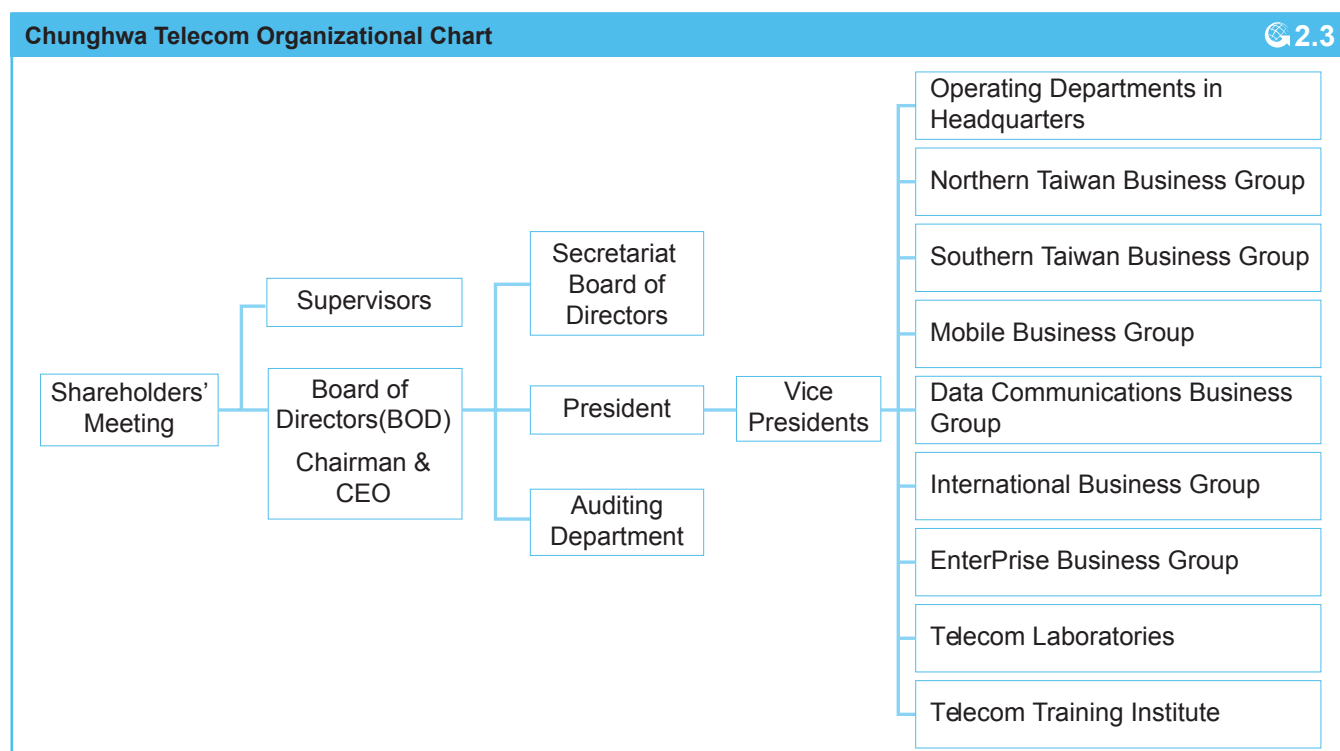 Chunghwa Telecom Organizational Chart
2.3
Shareholders'
Meeting
Supervisors
Board of
Directors(BOD)
Chairman &
CEO
Secretariat
Board of
Directors
President
Auditing
Department
Vice
Presidents
Operating Departments in
Headquarters
Northern Taiwan Business Group
Southern Taiwan Business Group
Mobile Business Group
Data Communications Business
Group
International Business Group
EnterPrise Business Group
Telecom Laboratories
Telecom Training Institute